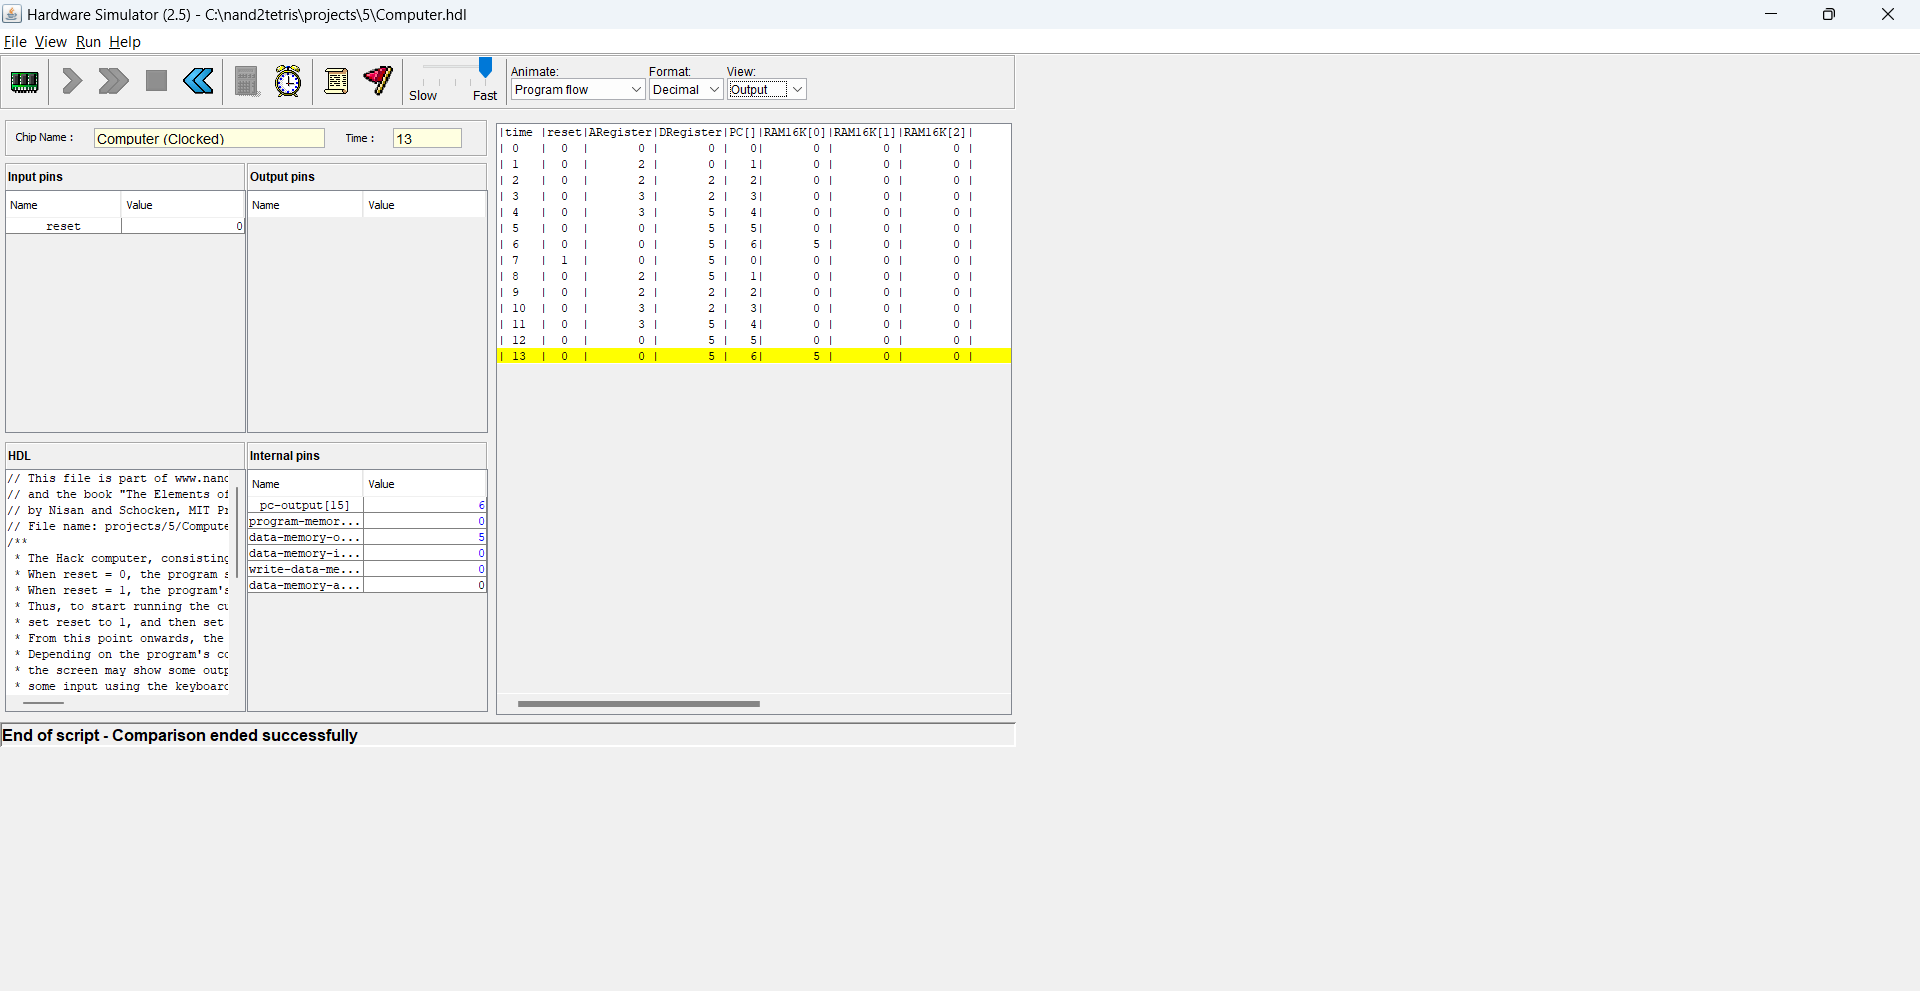 Hardware Simulator (2.5) - C:\nand2tetris\projects\5\Computer.hdl
File View Run Help
Slow Fast
Animate: Format: View:
Program flow Decimal Output
Chip Name : Computer (Clocked) Time : 13
Input pins
Name Value
reset 0
Output pins
Name Value
HDL
// This file is part of www.nand
// and the book "The Elements of
// by Nisan and Schocken, MIT Pr
// File name: projects/5/Compute
/**
* The Hack computer, consisting
* When reset = 0, the program s
* When reset = 1, the program's
* Thus, to start running the cu
* set reset to 1, and then set
* From this point onwards, the
* Depending on the program's co
* the screen may show some outp
* some input using the keyboard
Internal pins
Name Value
pc-output[15] 6
program-memor... 0
data-memory-o... 5
data-memory-i... 0
write-data-me... 0
data-memory-a... 0
|time |reset|ARegister|DRegister|PC[]|RAM16K[0]|RAM16K[1]|RAM16K[2]|
| 0 | 0 | 0 | 0 | 0| 0 | 0 | 0 |
| 1 | 0 | 2 | 0 | 1| 0 | 0 | 0 |
| 2 | 0 | 2 | 2 | 2| 0 | 0 | 0 |
| 3 | 0 | 3 | 2 | 3| 0 | 0 | 0 |
| 4 | 0 | 3 | 5 | 4| 0 | 0 | 0 |
| 5 | 0 | 0 | 5 | 5| 0 | 0 | 0 |
| 6 | 0 | 0 | 5 | 6| 5 | 0 | 0 |
| 7 | 1 | 0 | 5 | 0| 0 | 0 | 0 |
| 8 | 0 | 2 | 5 | 1| 0 | 0 | 0 |
| 9 | 0 | 2 | 2 | 2| 0 | 0 | 0 |
| 10 | 0 | 3 | 2 | 3| 0 | 0 | 0 |
| 11 | 0 | 3 | 5 | 4| 0 | 0 | 0 |
| 12 | 0 | 0 | 5 | 5| 0 | 0 | 0 |
| 13 | 0 | 0 | 5 | 6| 5 | 0 | 0 |
End of script - Comparison ended successfully